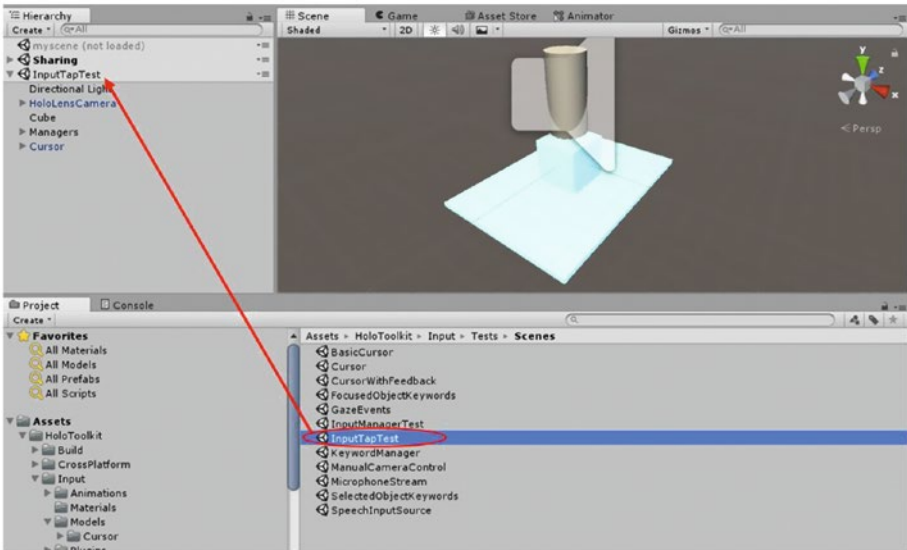 Hierarchy
Create All
myscene (not loaded)
Sharing
InputTapTest
Directional Light
HoloLensCamera
Cube
Managers
Cursor
Scene Game Asset Store Animator
Shaded 2D Gizmos All
y
z
x
Persp
Project Console
Create
Favorites
All Materials
All Models
All Prefabs
All Scripts
Assets
HoloToolkit
Build
CrossPlatform
Input
Animations
Materials
Models
Cursor
Plugins
Assets HoloToolkit Input Tests Scenes
BasicCursor
Cursor
CursorWithFeedback
FocusedObjectKeywords
GazeEvents
InputManagerTest
InputTapTest
KeywordManager
ManualCameraControl
MicrophoneStream
SelectedObjectKeywords
SpeechInputSource